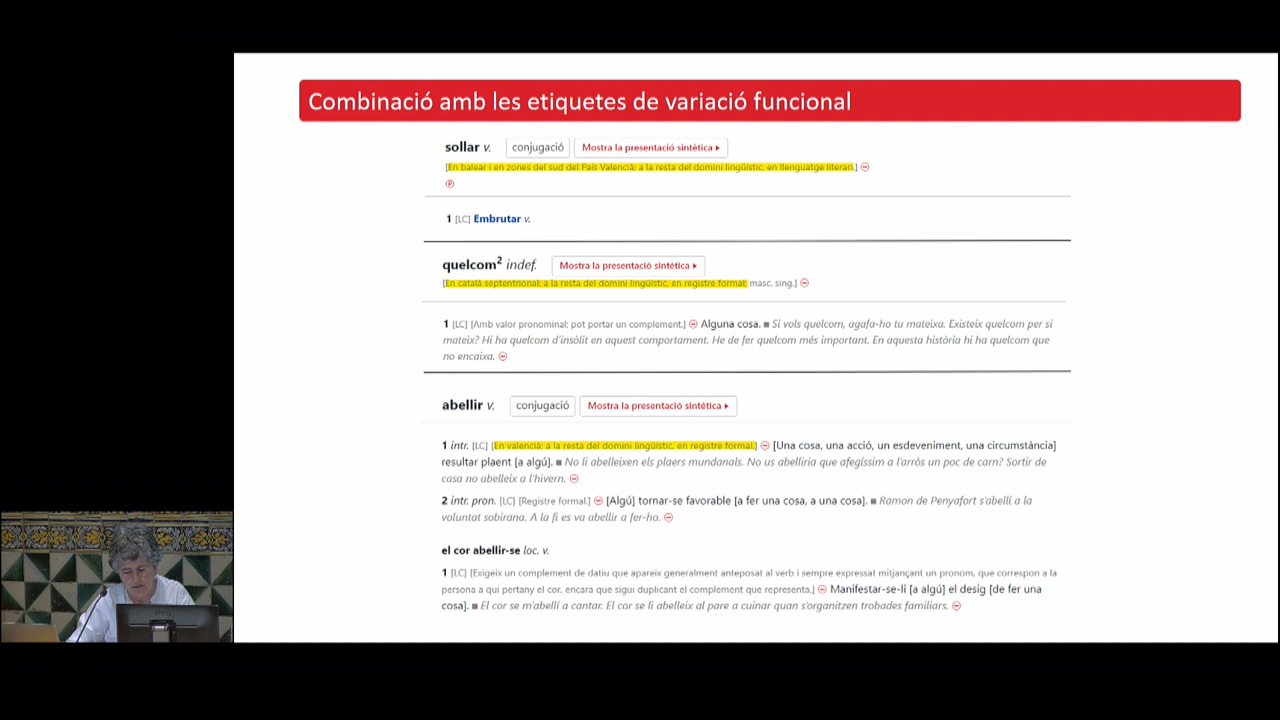 Combinació amb les etiquetes de variació funcional
sollar v. conjugació Mostra la presentació sintètica
[En balear i en zones del sud del País Valencià; a la resta del domini lingüístic, en llenguatge literari.]
P
1 [LC] Embrutar v.
quelcom² indef. Mostra la presentació sintètica
[En català septentrional; a la resta del domini lingüístic, en registre formal; masc. sing.]
1 [LC] [Amb valor pronominal; pot portar un complement.] Alguna cosa. ■ Si vols quelcom, agafa-ho tu mateixa. Existeix quelcom per si
mateix? Hi ha quelcom d'insòlit en aquest comportament. He de fer quelcom més important. En aquesta història hi ha quelcom que
no encaixa.
abellir v. conjugació Mostra la presentació sintètica
1 intr. [LC] [En valencià; a la resta del domini lingüístic, en registre formal.] [Una cosa, una acció, un esdeveniment, una circumstància]
resultar plaent [a algú]. ■ No li abelleixen els plaers mundanals. No us abelliria que afegíssim a l'arròs un poc de carn? Sortir de
casa no abelleix a l'hivern.
2 intr. pron. [LC] [Registre formal.] [Algú] tornar-se favorable [a fer una cosa, a una cosa]. ■ Ramon de Penyafort s'abellí a la
voluntat sobirana. A la fi es va abellir a fer-ho.
el cor abellir-se loc. v.
1 [LC] [Exigeix un complement de datiu que apareix generalment anteposat al verb i sempre expressat mitjançant un pronom, que correspon a la
persona a qui pertany el cor, encara que sigui duplicant el complement que representa.] Manifestar-se-li [a algú] el desig [de fer una
cosa]. ■ El cor se m'abellí a cantar. El cor se li abelleix al pare a cuinar quan s'organitzen trobades familiars.